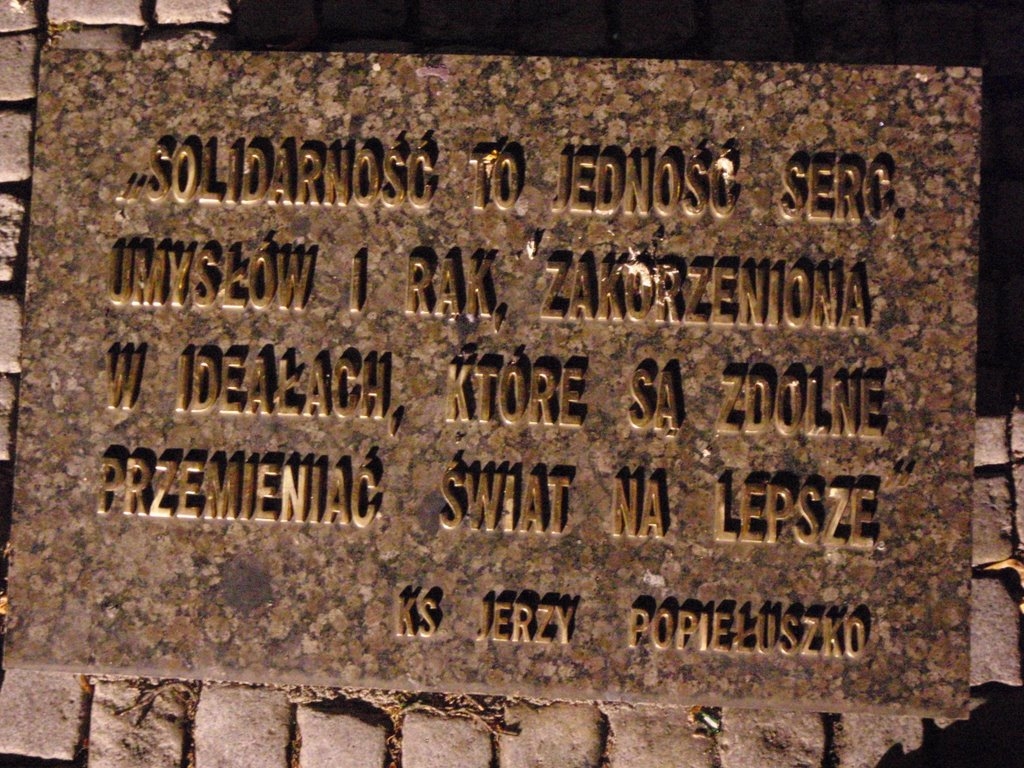 „SOLIDARNOŚĆ TO JEDNOŚĆ SERC,
UMYSŁÓW I RĄK, ZAKORZENIONA
W IDEAŁACH, KTÓRE SĄ ZDOLNE
PRZEMIENIAĆ ŚWIAT NA LEPSZE”
KS JERZY POPIEŁUSZKO